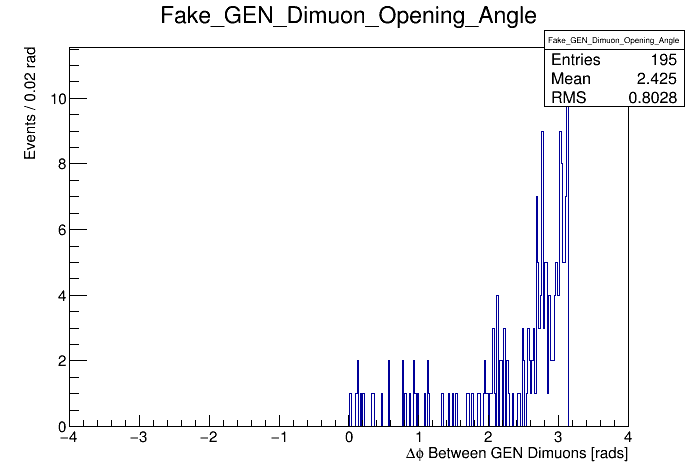 Fake_GEN_Dimuon_Opening_Angle
Fake_GEN_Dimuon_Opening_Angle
Entries 195
Mean 2.425
RMS 0.8028
Events / 0.02 rad
10
8
6
4
2
0
−4 −3 −2 −1 0 1 2 3 4
Δϕ Between GEN Dimuons [rads]